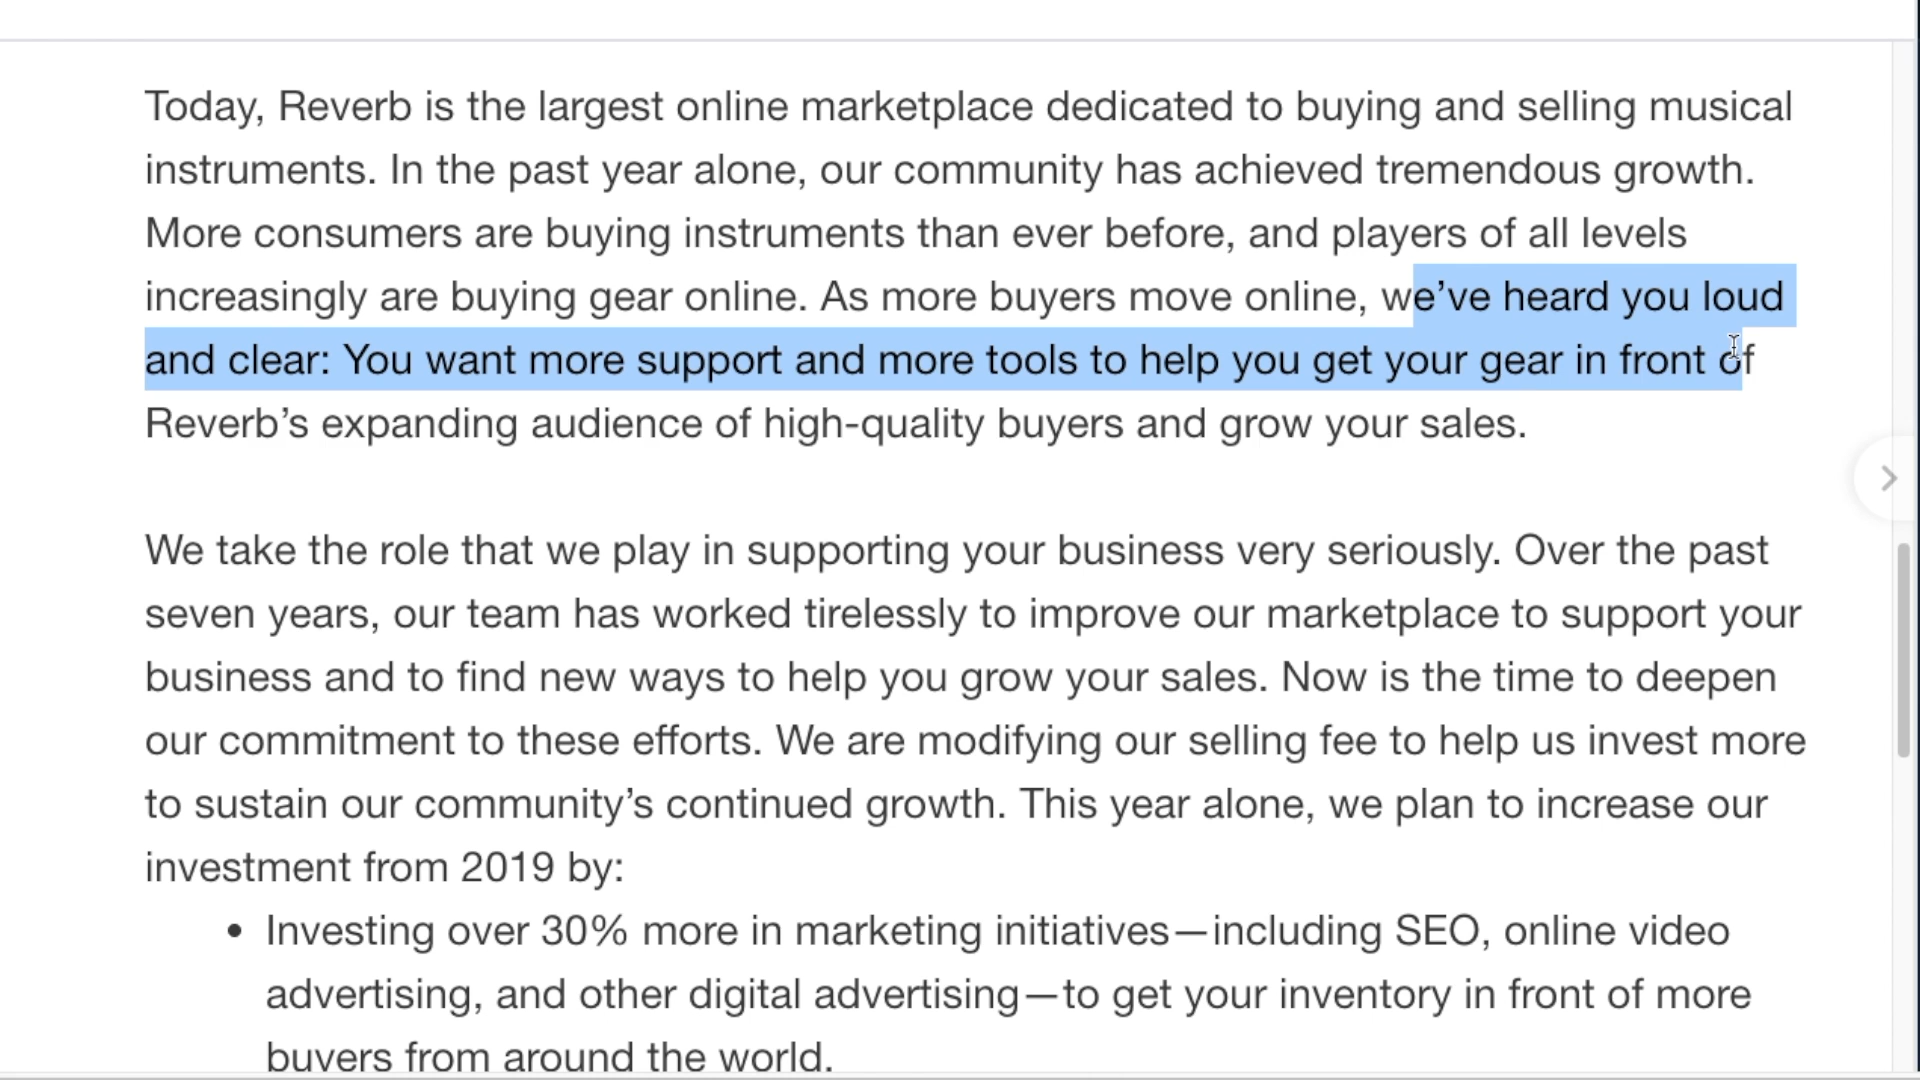 Today, Reverb is the largest online marketplace dedicated to buying and selling musical
instruments. In the past year alone, our community has achieved tremendous growth.
More consumers are buying instruments than ever before, and players of all levels
increasingly are buying gear online. As more buyers move online, we’ve heard you loud
and clear: You want more support and more tools to help you get your gear in front of
Reverb’s expanding audience of high-quality buyers and grow your sales.
We take the role that we play in supporting your business very seriously. Over the past
seven years, our team has worked tirelessly to improve our marketplace to support your
business and to find new ways to help you grow your sales. Now is the time to deepen
our commitment to these efforts. We are modifying our selling fee to help us invest more
to sustain our community’s continued growth. This year alone, we plan to increase our
investment from 2019 by:
• Investing over 30% more in marketing initiatives—including SEO, online video
advertising, and other digital advertising—to get your inventory in front of more
buyers from around the world.